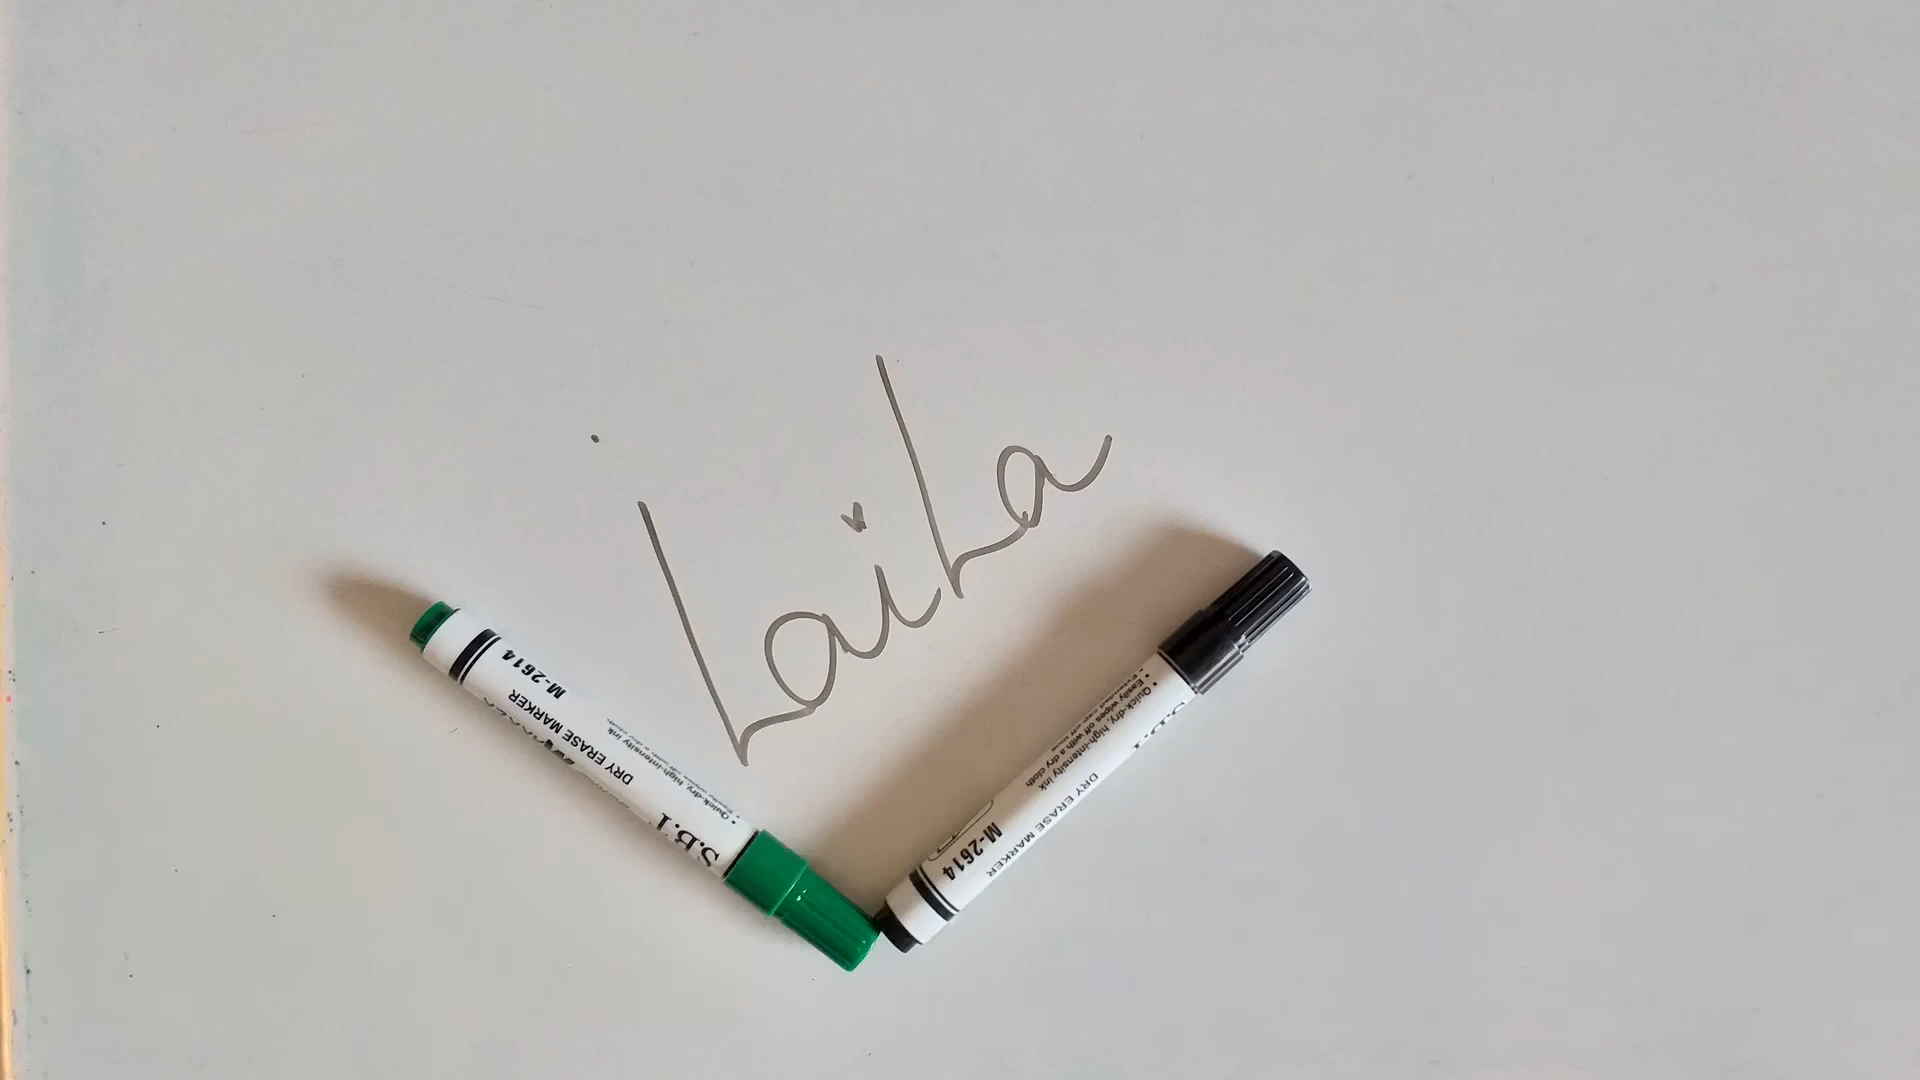 Laila
M-2614
DRY ERASE MARKER
• Quick-dry, high-intensity ink
S.B.1
• Quick-dry, high-intensity ink
• Easily wipes off with a dry cloth
DRY ERASE MARKER
M-2614